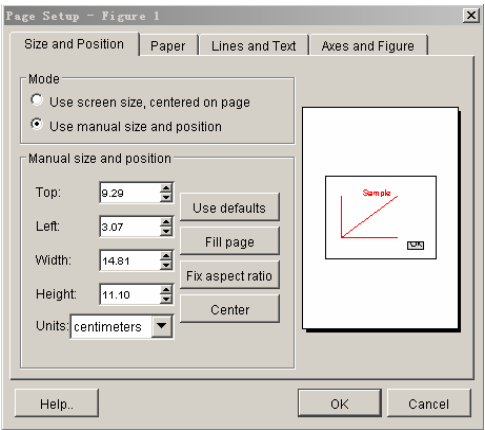 Page Setup - Figure 1
Size and Position
Paper
Lines and Text
Axes and Figure
Mode
Use screen size, centered on page
Use manual size and position
Manual size and position
Top: 9.29
Left: 3.07
Width: 14.81
Height: 11.10
Units: centimeters
Use defaults
Fill page
Fix aspect ratio
Center
Sample
Help..
OK
Cancel